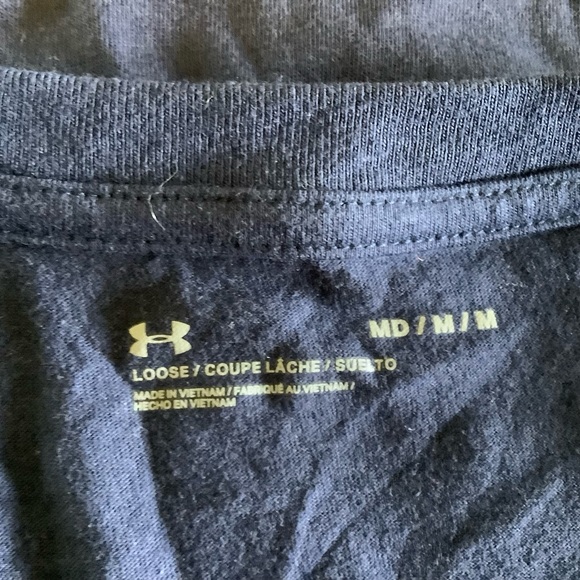 MD / M / M
LOOSE / COUPE LÂCHE / SUELTO
MADE IN VIETNAM / FABRIQUÉ AU VIETNAM /
HECHO EN VIETNAM